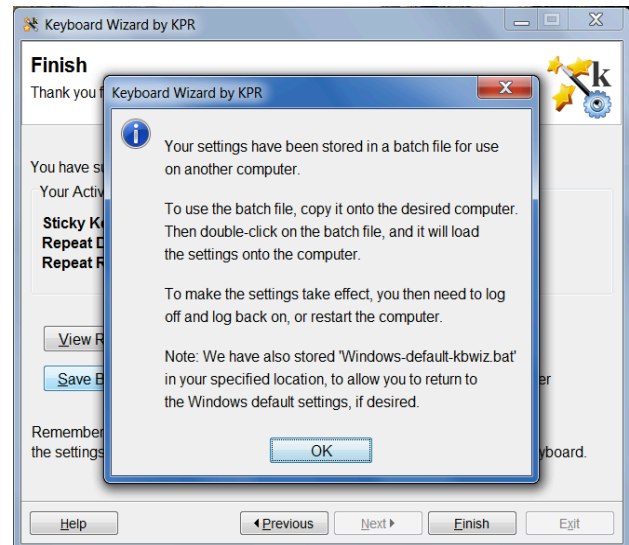 Keyboard Wizard by KPR
Finish
Thank you f
k
Keyboard Wizard by KPR
Your settings have been stored in a batch file for use
on another computer.
To use the batch file, copy it onto the desired computer.
Then double-click on the batch file, and it will load
the settings onto the computer.
To make the settings take effect, you then need to log
off and log back on, or restart the computer.
Note: We have also stored 'Windows-default-kbwiz.bat'
in your specified location, to allow you to return to
the Windows default settings, if desired.
OK
You have su
Your Activ
Sticky Ke
Repeat D
Repeat R
View R
Save B er
Remember
the settings yboard.
Help Previous Next Finish Exit